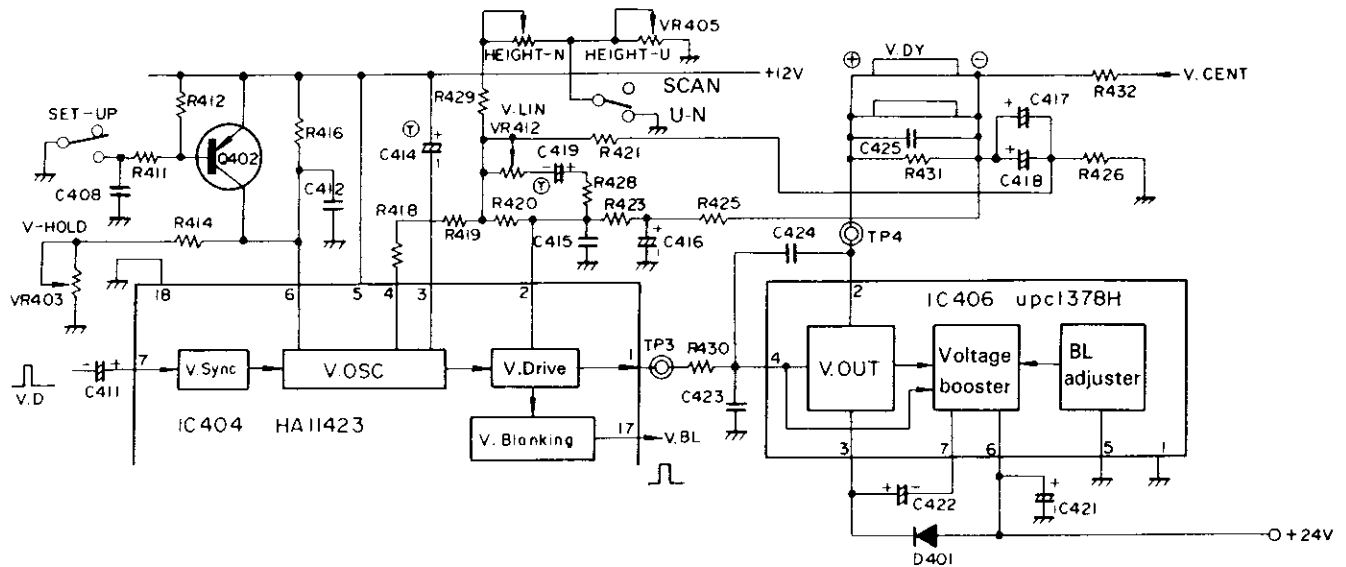 VR405
HEIGHT-N
HEIGHT-U
+12V
SCAN
U-N
V.DY
⊕
⊖
R432
V.CENT
SET-UP
R412
Q402
R411
C408
R416
C412
T
C414
+
R429
V.LIN
VR412
C419
- +
T
R421
R428
R418
R419
R420
R423
R425
C415
C416
+
C425
R431
+
C417
+
C418
R426
V-HOLD
R414
VR403
C424
TP4
18
6
5
4
3
2
7
V.Sync
V.OSC
V.Drive
1
TP3
R430
C423
V.D
- +
C411
IC404 HA11423
V. Blanking
17
V.BL
2
IC406 upc1378H
4
V.OUT
Voltage
booster
BL
adjuster
3
7
6
5
1
+ -
C422
+
C421
D401
+24V